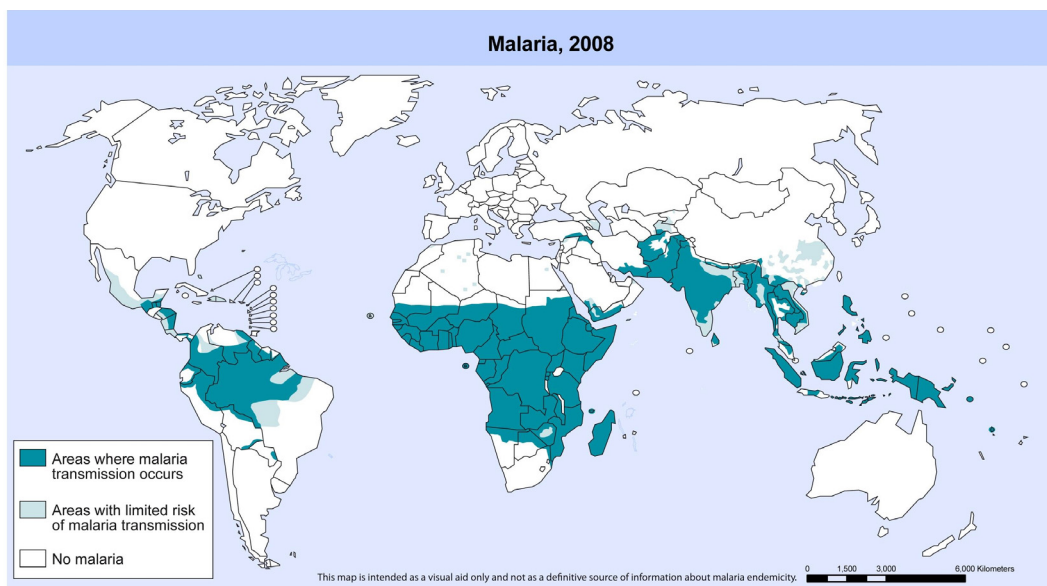 Malaria, 2008
Areas where malaria
transmission occurs
Areas with limited risk
of malaria transmission
No malaria
This map is intended as a visual aid only and not as a definitive source of information about malaria endemicity.
0 1,500 3,000 6,000 Kilometers